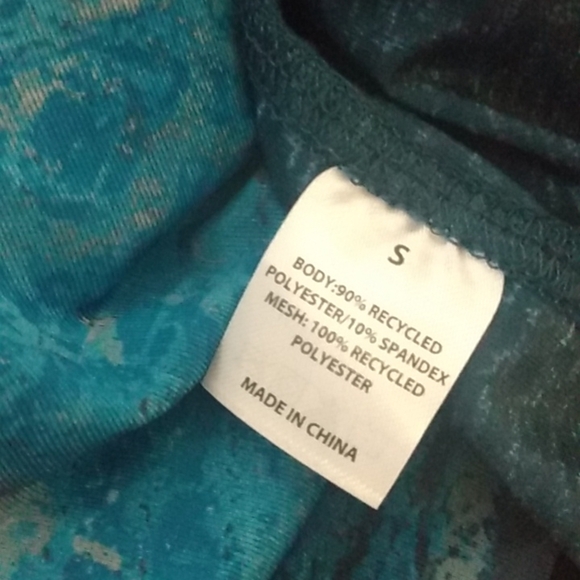 S
BODY:90% RECYCLED
POLYESTER/10% SPANDEX
MESH: 100% RECYCLED
POLYESTER
MADE IN CHINA